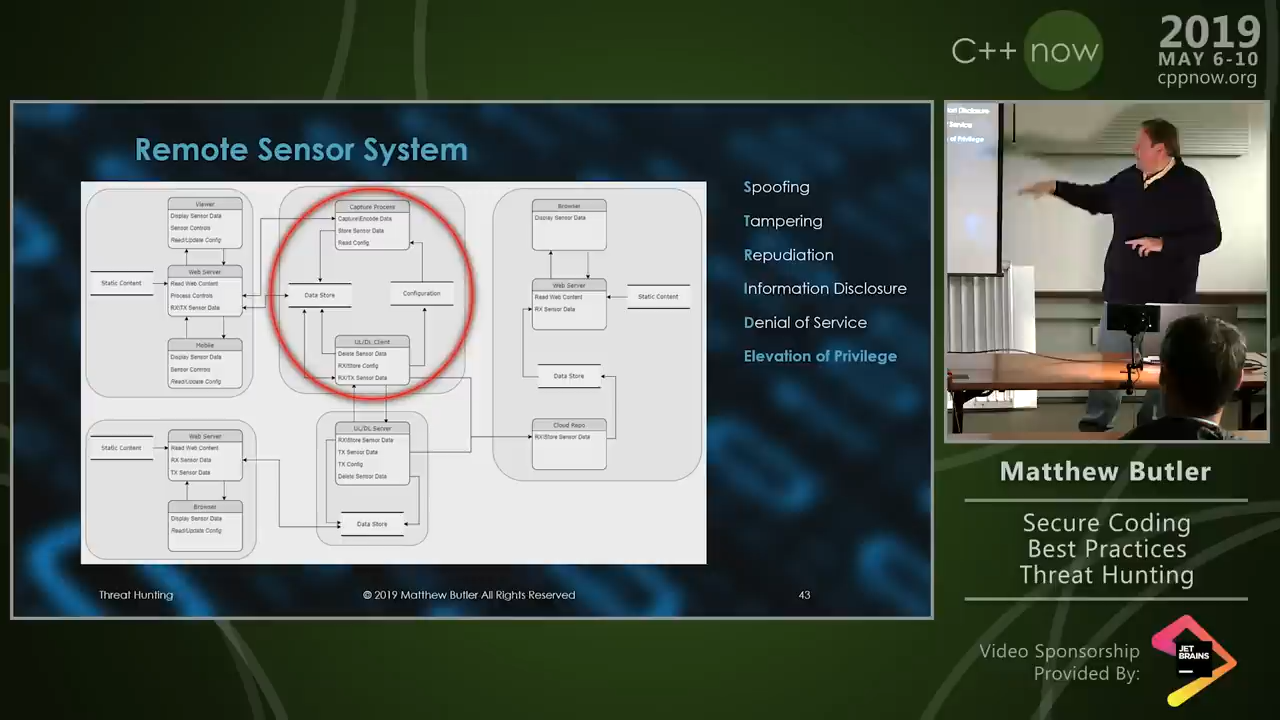 C++ now
2019
MAY 6-10
cppnow.org
Remote Sensor System
Viewer
Display Sensor Data
Sensor Controls
Read/Update Config
Static Content
Web Server
Read Web Content
Process Controls
RX\TX Sensor Data
Mobile
Display Sensor Data
Sensor Controls
Read/Update Config
Capture Process
Capture\Encode Data
Store Sensor Data
Read Config
Data Store
Configuration
UL/DL Client
Delete Sensor Data
RX/Store Config
RX/TX Sensor Data
Browser
Display Sensor Data
Web Server
Read Web Content
RX Sensor Data
Static Content
Data Store
Cloud Repo
RX\Store Sensor Data
Static Content
Web Server
Read Web Content
RX Sensor Data
TX Sensor Data
Browser
Display Sensor Data
Read/Update Config
UL/DL Server
RX\Store Sensor Data
TX Sensor Data
TX Config
Delete Sensor Data
Data Store
Spoofing
Tampering
Repudiation
Information Disclosure
Denial of Service
Elevation of Privilege
Threat Hunting
© 2019 Matthew Butler All Rights Reserved
43
Disclosure
Service
of Privilege
Matthew Butler
Secure Coding
Best Practices
Threat Hunting
Video Sponsorship
Provided By:
JET
BRAINS